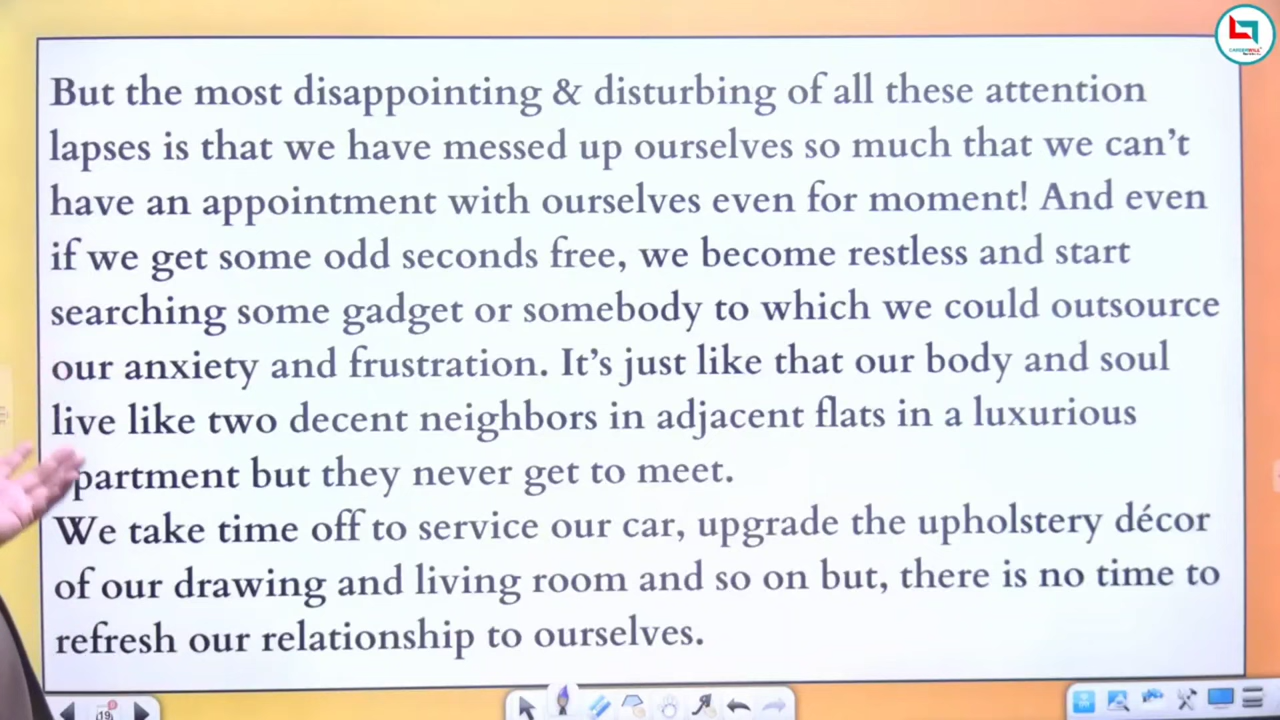 CAREERWILL
But the most disappointing & disturbing of all these attention
lapses is that we have messed up ourselves so much that we can't
have an appointment with ourselves even for moment! And even
if we get some odd seconds free, we become restless and start
searching some gadget or somebody to which we could outsource
our anxiety and frustration. It's just like that our body and soul
live like two decent neighbors in adjacent flats in a luxurious
partment but they never get to meet.
We take time off to service our car, upgrade the upholstery décor
of our drawing and living room and so on but, there is no time to
refresh our relationship to ourselves.
19